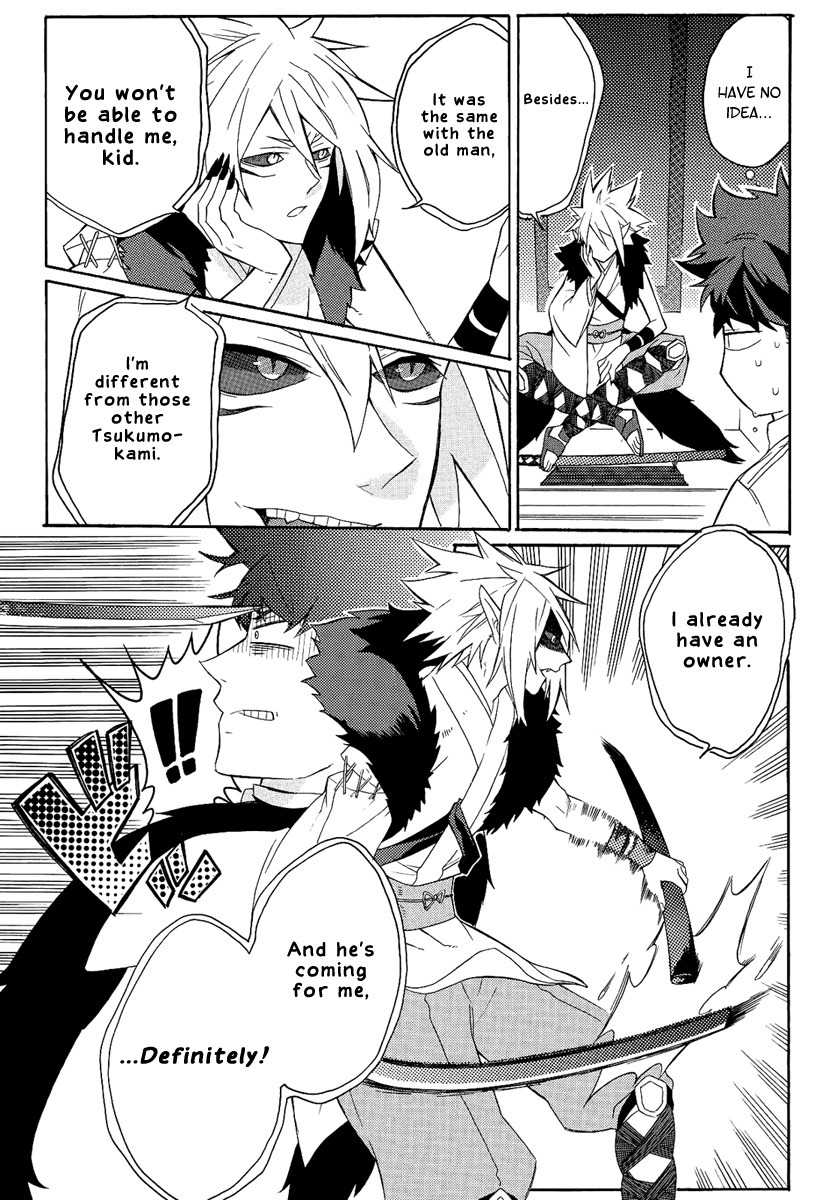 I
HAVE NO
IDEA...
Besides...
It was
the same
with the
old man,
You won't
be able to
handle me,
kid.
I'm
different
from those
other
Tsukumo-
kami.
I already
have an
owner.
!!
And he's
coming
for me,
...Definitely!